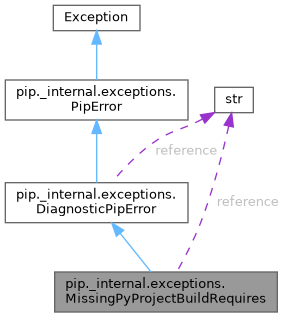 Exception
pip._internal.exceptions.
PipError
str
reference
pip._internal.exceptions.
DiagnosticPipError
reference
pip._internal.exceptions.
MissingPyProjectBuildRequires